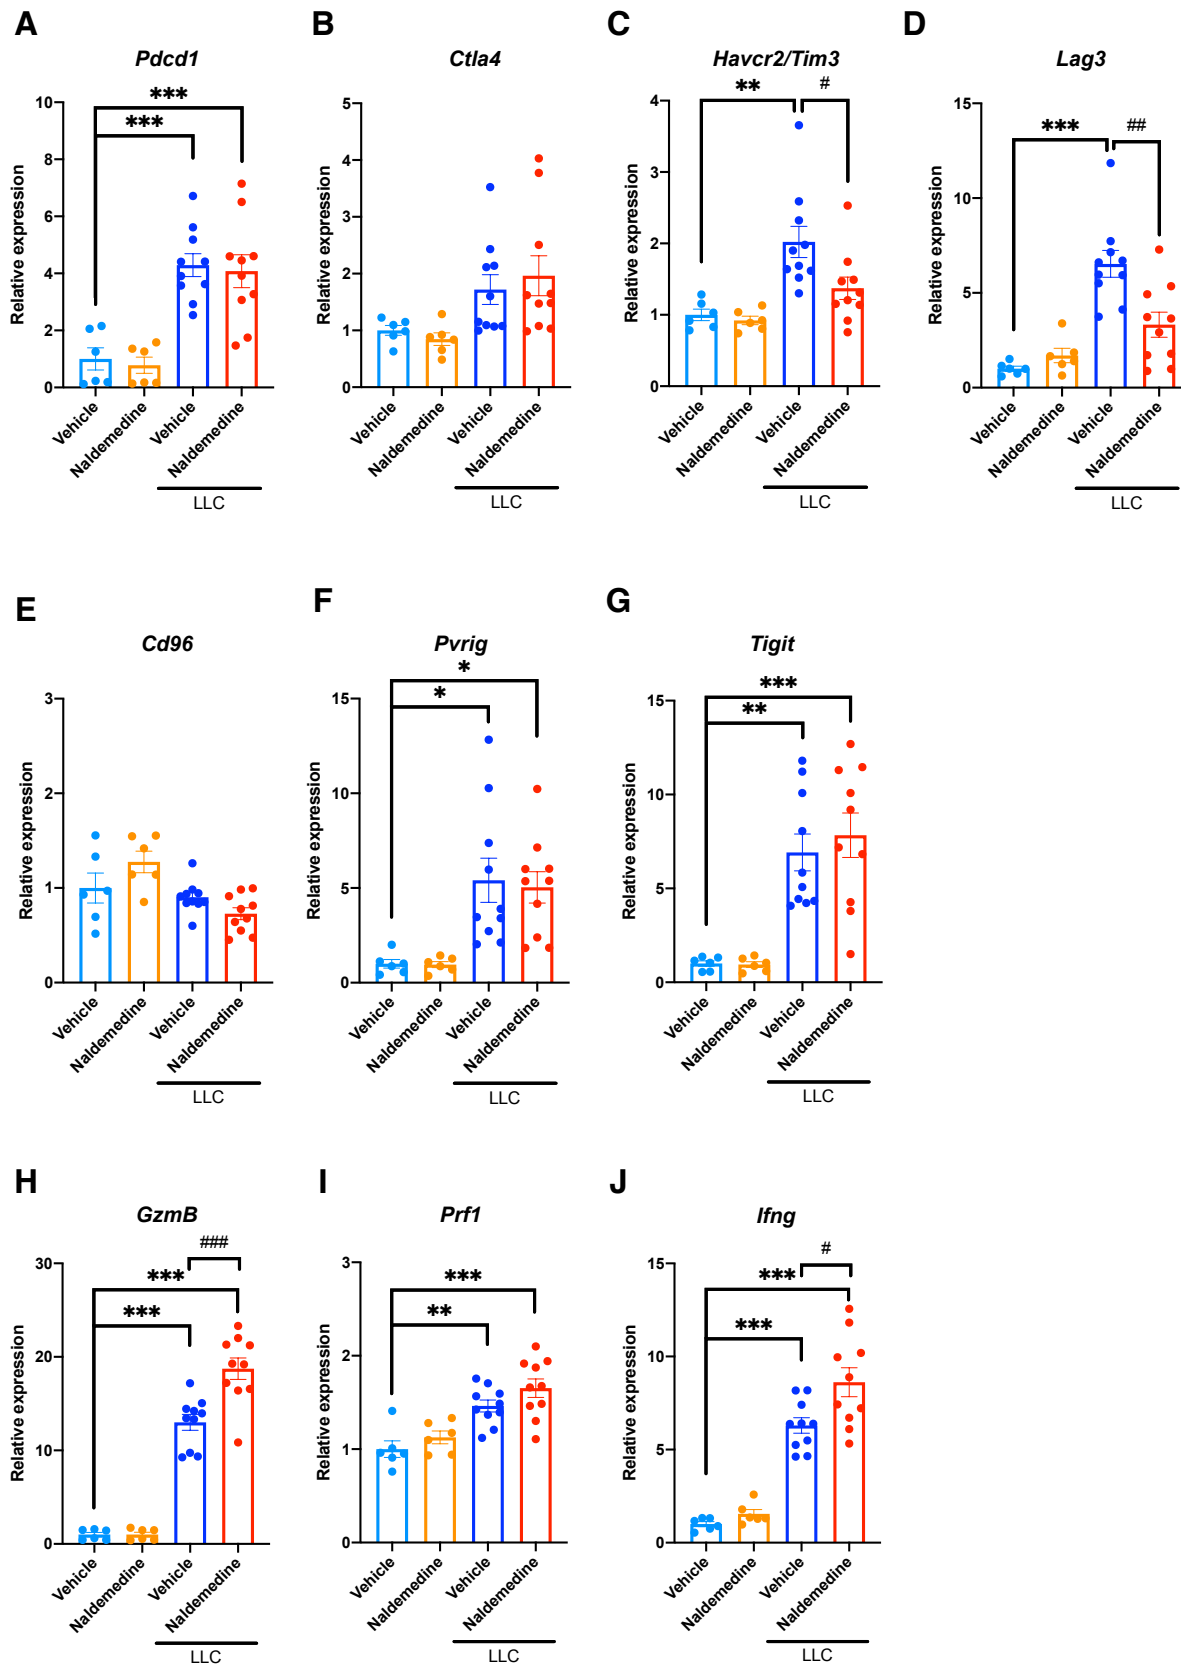 A
B
C
D
Pdcd1
Ctla4
Havcr2/Tim3
Lag3
***
***
** #
*** ##
Relative expression
10
8
6
4
2
0
Vehicle
Naldemedine
Vehicle
Naldemedine
LLC
Relative expression
5
4
3
2
1
0
Vehicle
Naldemedine
Vehicle
Naldemedine
LLC
Relative expression
4
3
2
1
0
Vehicle
Naldemedine
Vehicle
Naldemedine
LLC
Relative expression
15
10
5
0
Vehicle
Naldemedine
Vehicle
Naldemedine
LLC
E
F
G
Cd96
Pvrig
Tigit
Relative expression
3
2
1
0
Vehicle
Naldemedine
Vehicle
Naldemedine
LLC
*
*
Relative expression
15
10
5
0
Vehicle
Naldemedine
Vehicle
Naldemedine
LLC
***
**
Relative expression
15
10
5
0
Vehicle
Naldemedine
Vehicle
Naldemedine
LLC
H
I
J
GzmB
Prf1
Ifng
###
***
***
Relative expression
30
20
10
0
Vehicle
Naldemedine
Vehicle
Naldemedine
LLC
***
**
Relative expression
3
2
1
0
Vehicle
Naldemedine
Vehicle
Naldemedine
LLC
#
***
***
Relative expression
15
10
5
0
Vehicle
Naldemedine
Vehicle
Naldemedine
LLC